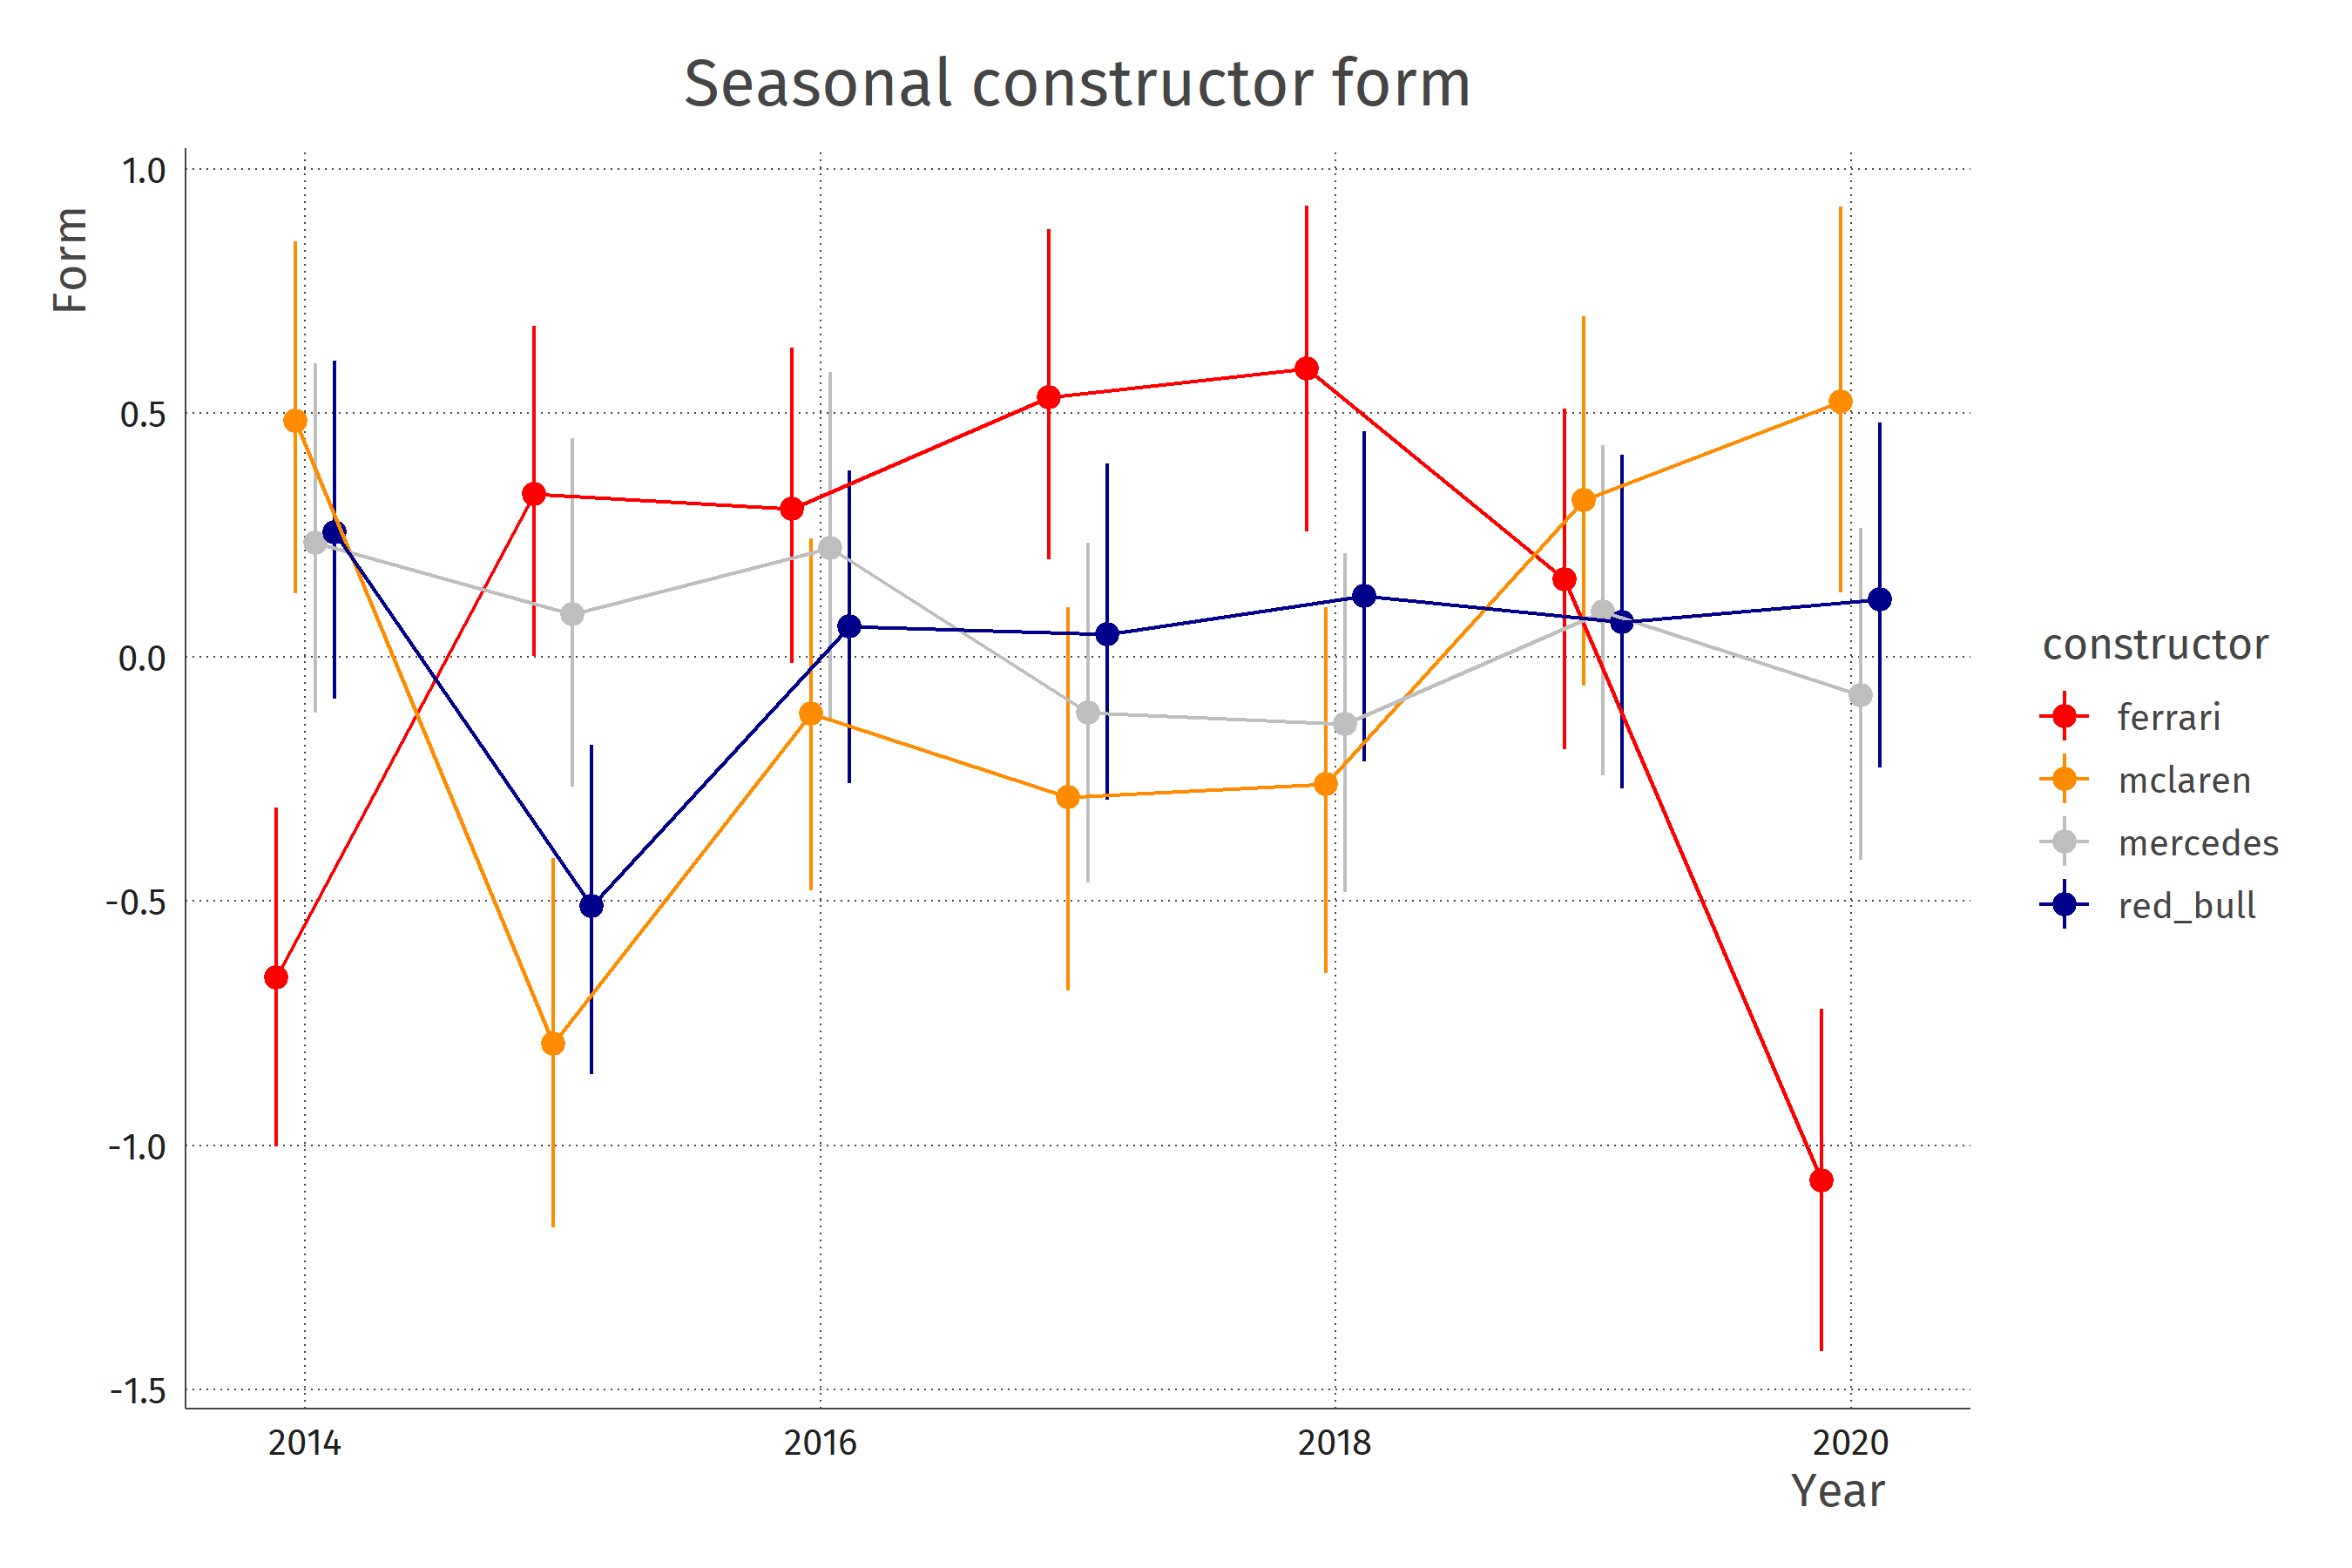 Seasonal constructor form
Form
1.0
0.5
0.0
-0.5
-1.0
-1.5
2014 2016 2018 2020
Year
constructor
ferrari
mclaren
mercedes
red_bull